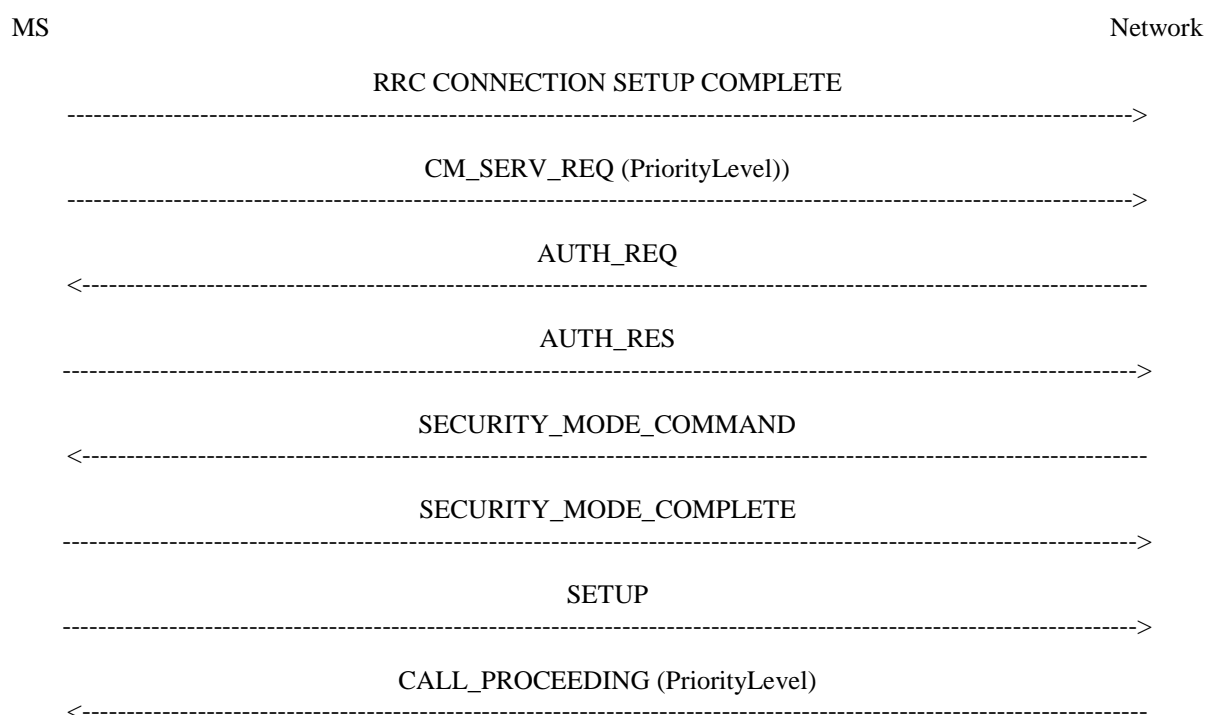 MS Network
RRC CONNECTION SETUP COMPLETE
CM_SERV_REQ (PriorityLevel))
AUTH_REQ
AUTH_RES
SECURITY_MODE_COMMAND
SECURITY_MODE_COMPLETE
SETUP
CALL_PROCEEDING (PriorityLevel)